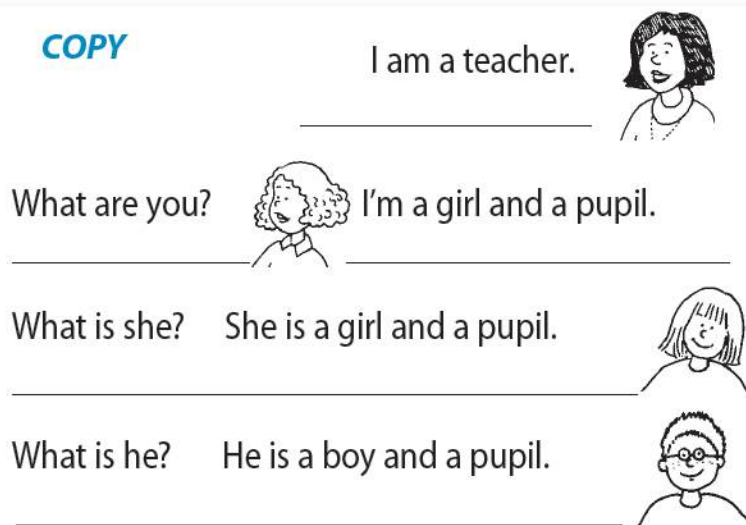 COPY
I am a teacher.
What are you? I'm a girl and a pupil.
What is she? She is a girl and a pupil.
What is he? He is a boy and a pupil.